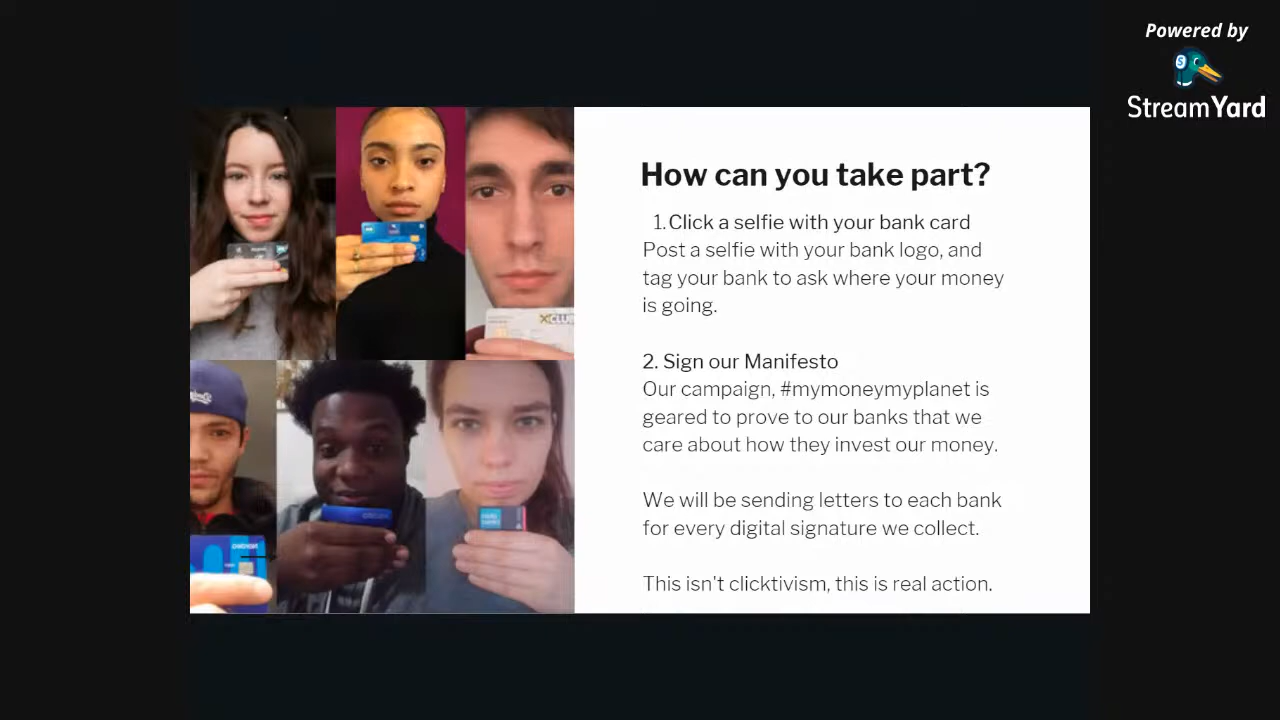 Powered by
StreamYard
How can you take part?
1. Click a selfie with your bank card
Post a selfie with your bank logo, and
tag your bank to ask where your money
is going.
2. Sign our Manifesto
Our campaign, #mymoneymyplanet is
geared to prove to our banks that we
care about how they invest our money.
We will be sending letters to each bank
for every digital signature we collect.
This isn't clicktivism, this is real action.